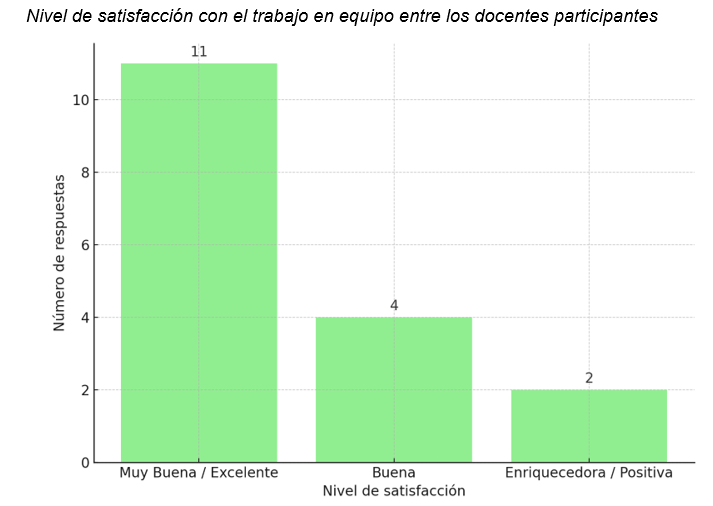 Nivel de satisfacción con el trabajo en equipo entre los docentes participantes
11
10
8
6
4
4
2
2
0
Número de respuestas
Muy Buena / Excelente
Buena
Enriquecedora / Positiva
Nivel de satisfacción